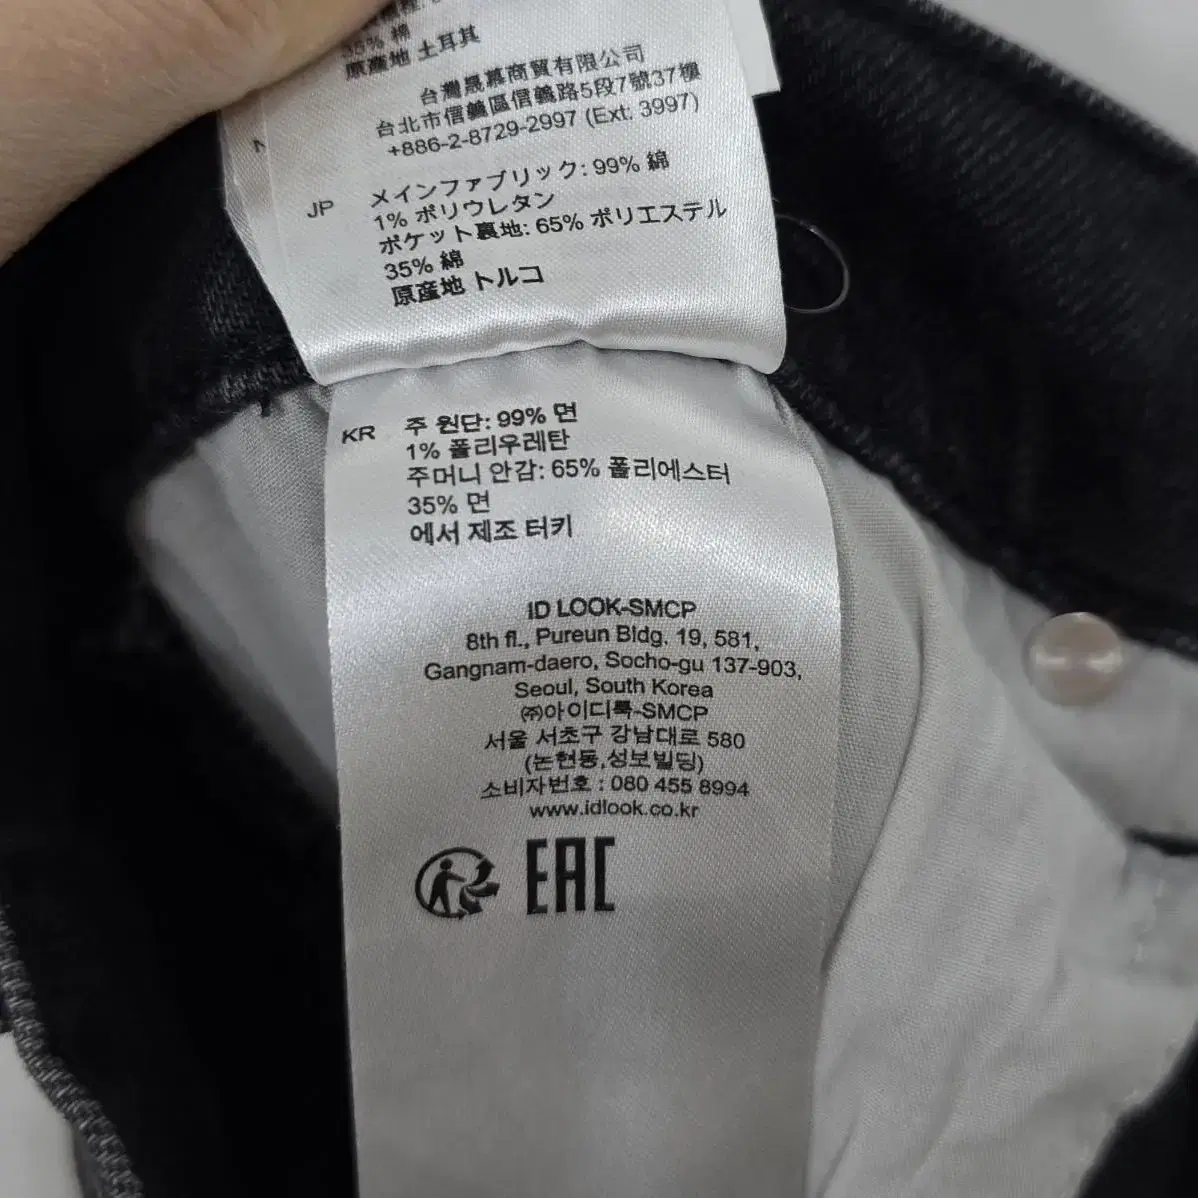 35% 棉
原產地 土耳其
台灣晟慕商貿有限公司
台北市信義區信義路5段7號37樓
+886-2-8729-2997 (Ext. 3997)
JP メインファブリック: 99% 綿
1% ポリウレタン
ポケット裏地: 65% ポリエステル
35% 綿
原産地 トルコ
KR 주 원단: 99% 면
1% 폴리우레탄
주머니 안감: 65% 폴리에스터
35% 면
에서 제조 터키
ID LOOK-SMCP
8th fl., Pureun Bldg. 19, 581,
Gangnam-daero, Socho-gu 137-903,
Seoul, South Korea
㈜아이디룩-SMCP
서울 서초구 강남대로 580
(논현동,성보빌딩)
소비자번호 : 080 455 8994
www.idlook.co.kr
EAC